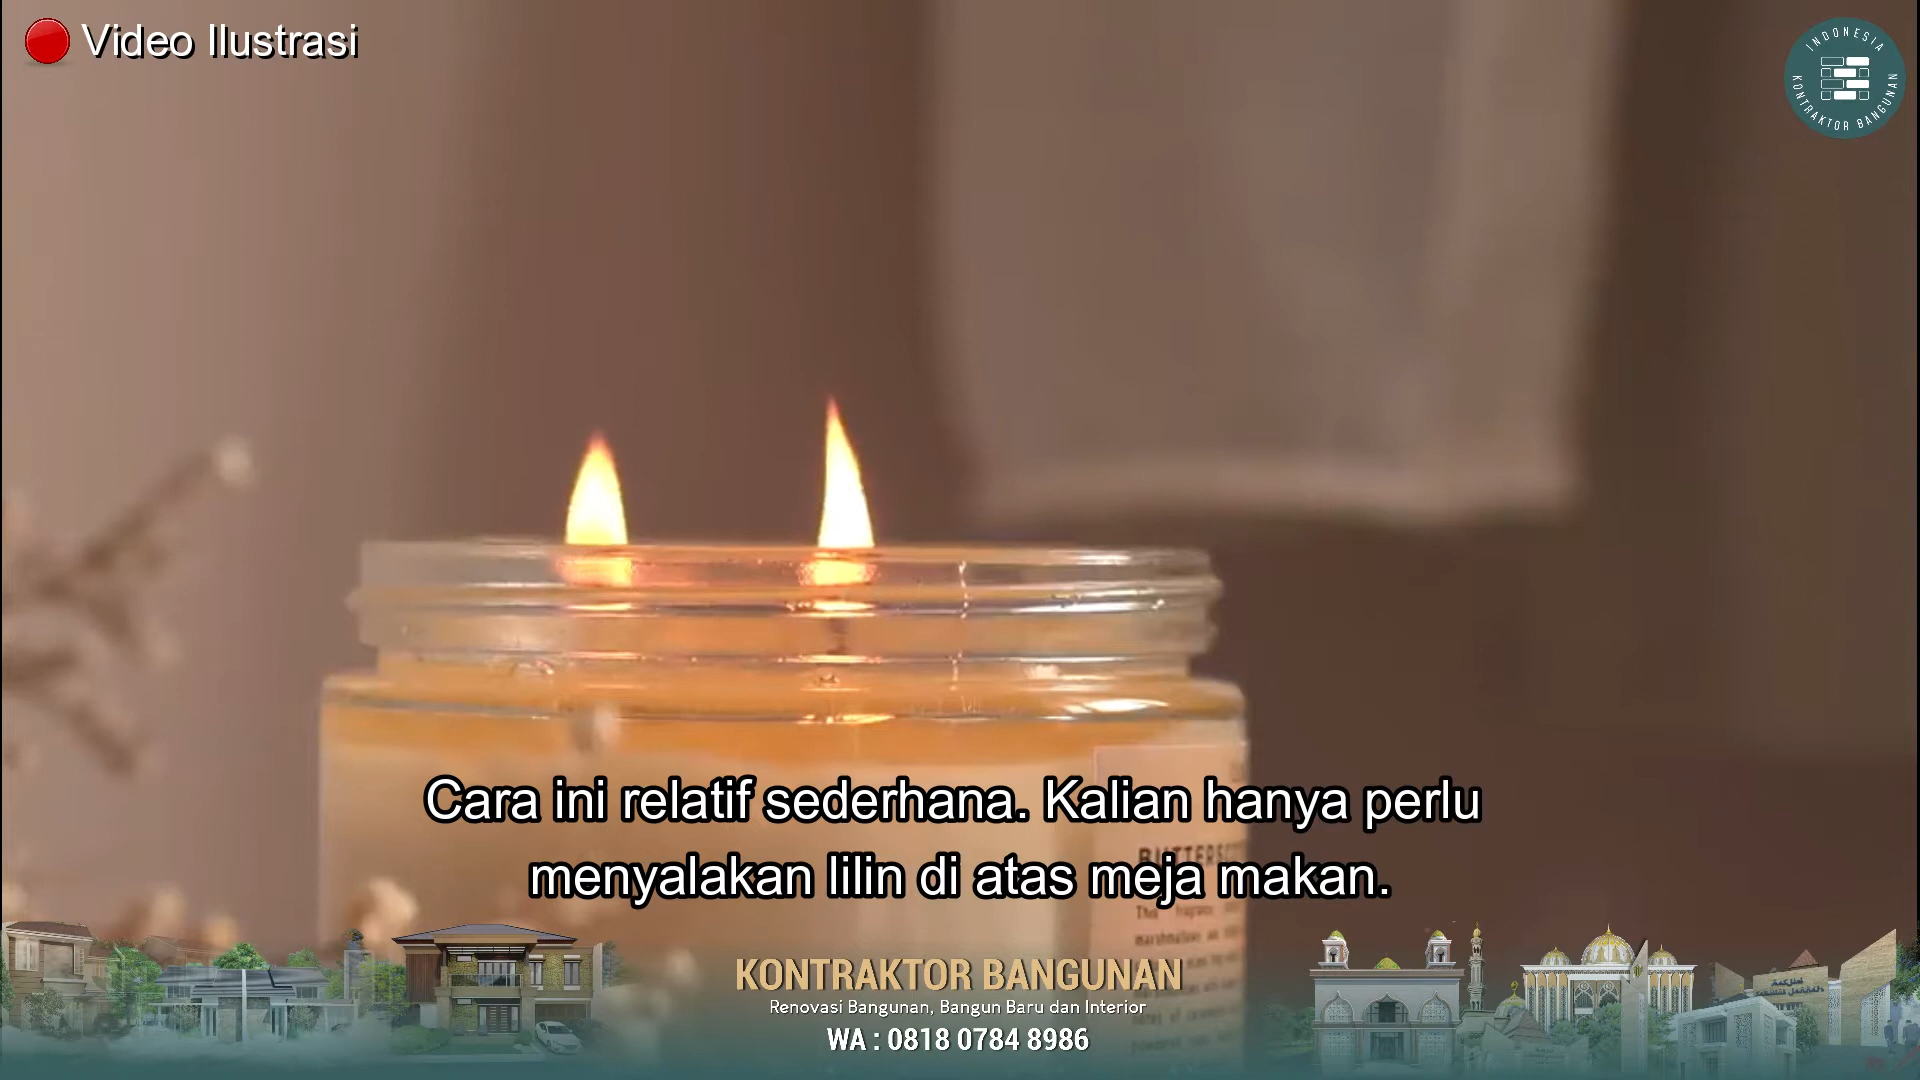 Video Ilustrasi
INDONESIA
KONTRAKTOR BANGUNAN
Cara ini relatif sederhana. Kalian hanya perlu
menyalakan lilin di atas meja makan.
KONTRAKTOR BANGUNAN
Renovasi Bangunan, Bangun Baru dan Interior
WA : 0818 0784 8986